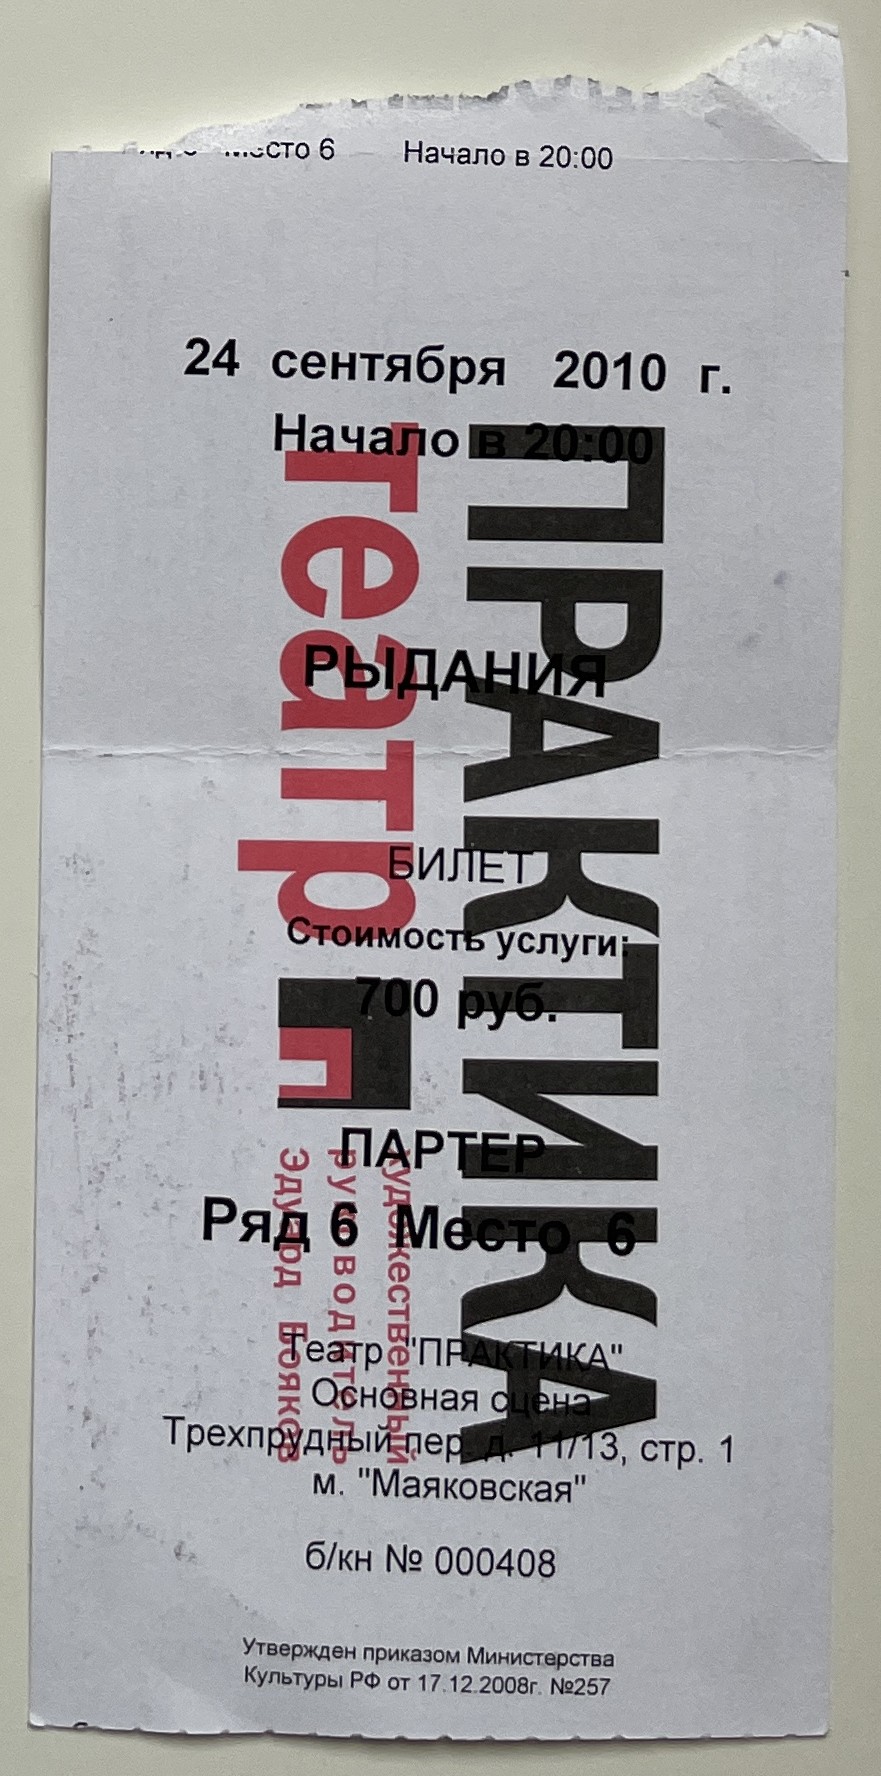 Место 6 Начало в 20:00
24 сентября 2010 г.
Начало в 20:00
театр
ПРАКТИКА
РЫДАНИЯ
БИЛЕТ
Стоимость услуги:
700 руб.
п
ПАРТЕР
Ряд 6 Место 6
художественный
руководитель
Эдуард Бояков
Театр "ПРАКТИКА"
Основная сцена
Трехпрудный пер. д. 11/13, стр. 1
м. "Маяковская"
б/кн № 000408
Утвержден приказом Министерства
Культуры РФ от 17.12.2008г. №257